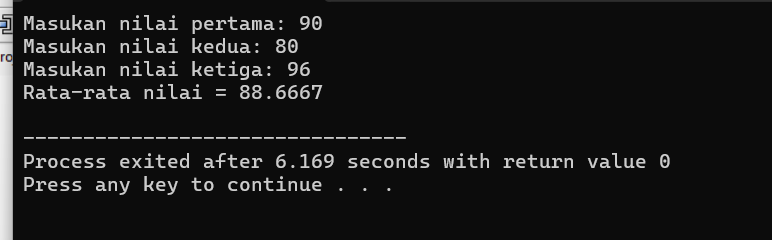 Masukan nilai pertama: 90
Masukan nilai kedua: 80
Masukan nilai ketiga: 96
Rata-rata nilai = 88.6667
--------------------------------
Process exited after 6.169 seconds with return value 0
Press any key to continue . . .